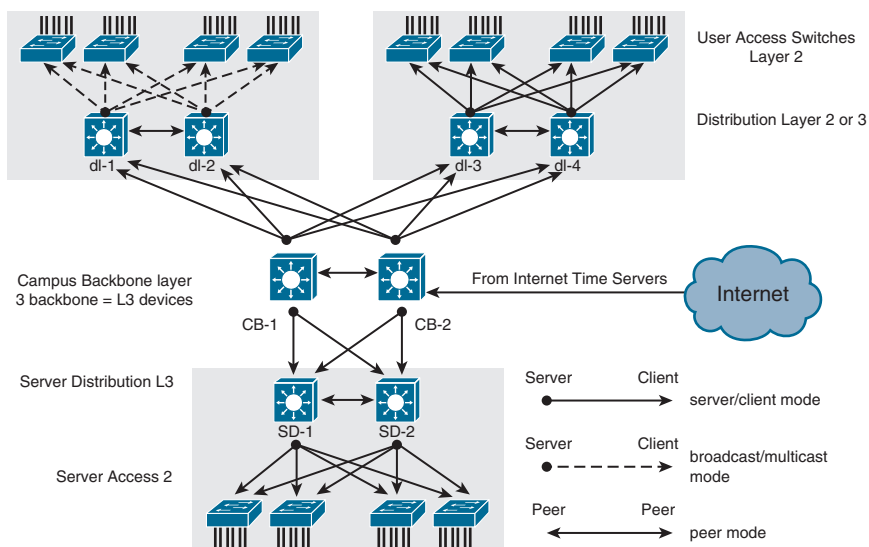 User Access Switches
Layer 2
Distribution Layer 2 or 3
dl-1
dl-2
dl-3
dl-4
Campus Backbone layer
3 backbone = L3 devices
From Internet Time Servers
Internet
CB-1
CB-2
Server Distribution L3
SD-1
SD-2
Server Access 2
Server
Client
server/client mode
Server
Client
broadcast/multicast
mode
Peer
Peer
peer mode